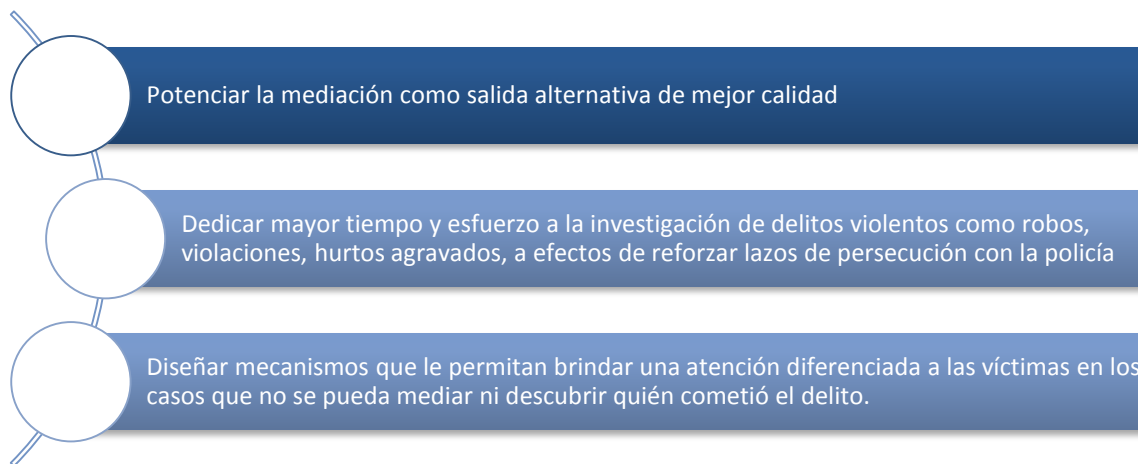 Potenciar la mediación como salida alternativa de mejor calidad
Dedicar mayor tiempo y esfuerzo a la investigación de delitos violentos como robos,
violaciones, hurtos agravados, a efectos de reforzar lazos de persecución con la policía
Diseñar mecanismos que le permitan brindar una atención diferenciada a las víctimas en los
casos que no se pueda mediar ni descubrir quién cometió el delito.